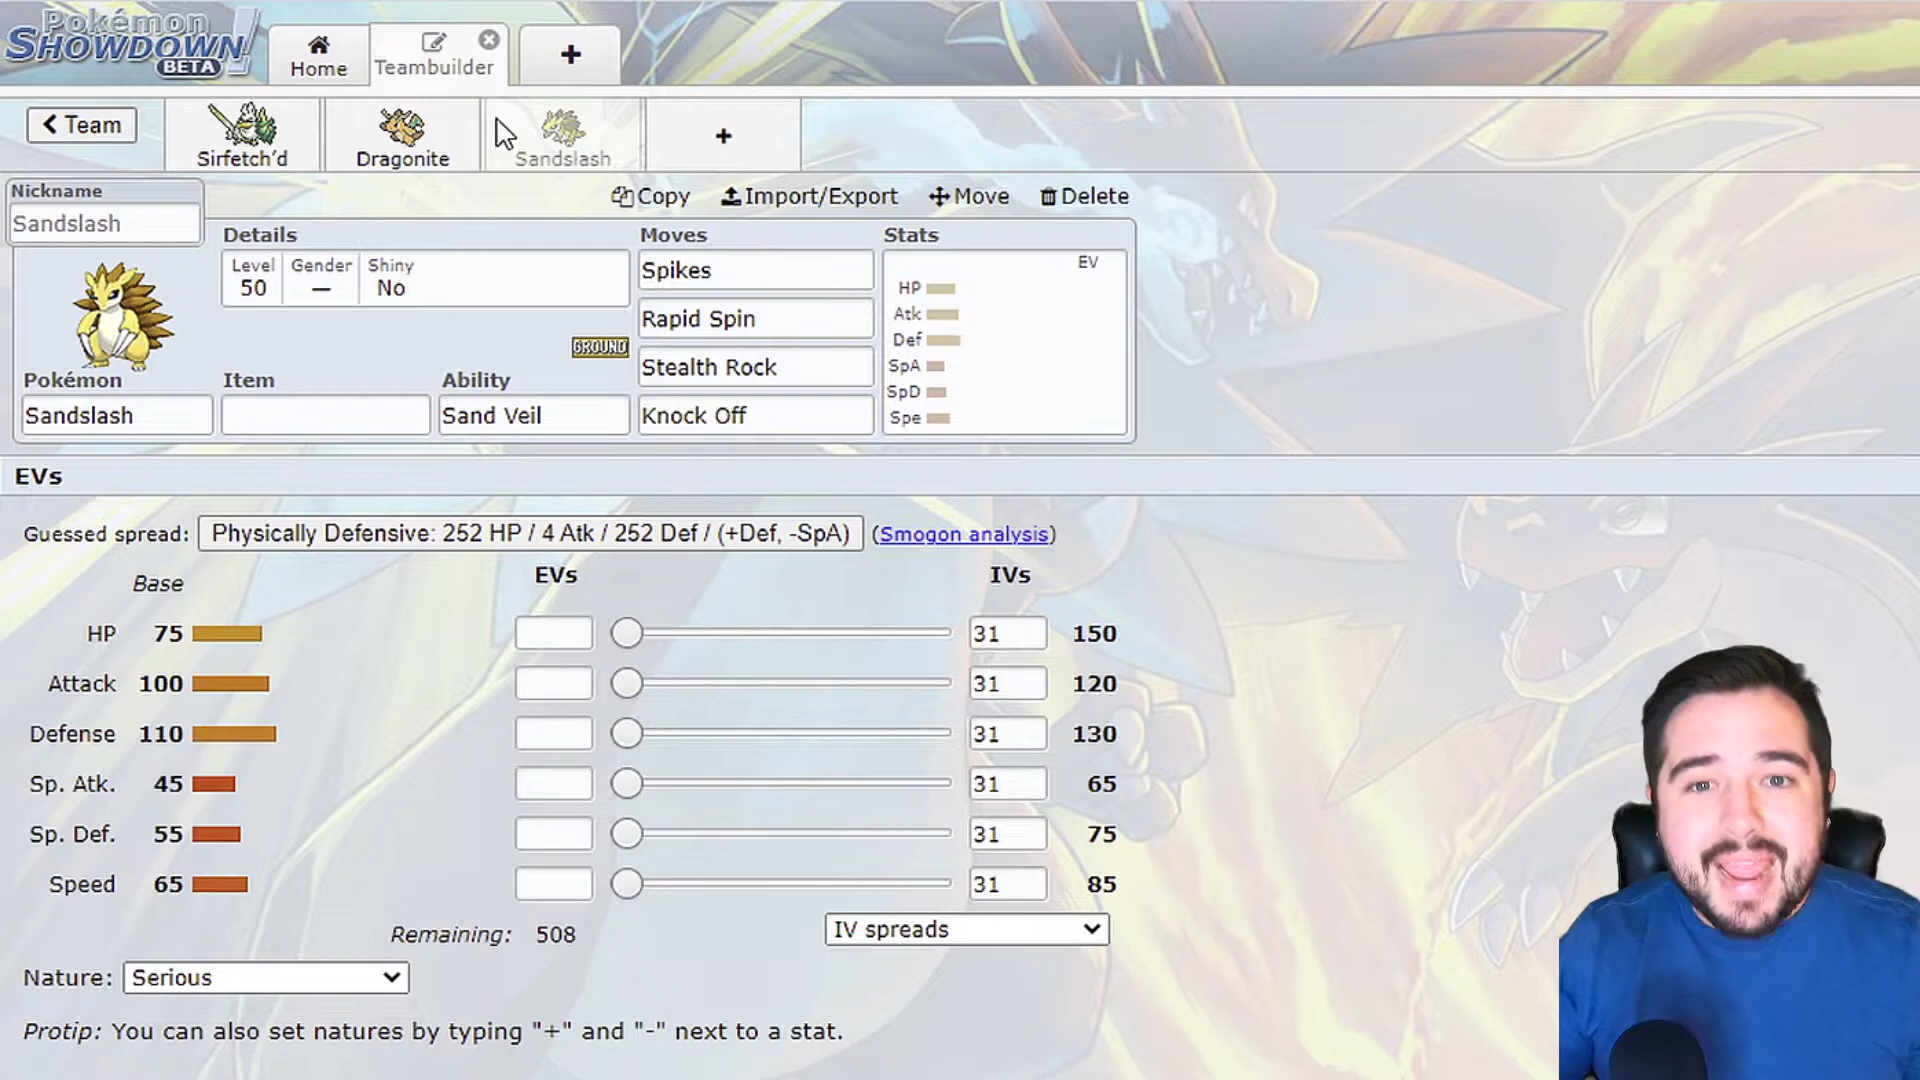 Pokémon
SHOWDOWN!
BETA
Home
Teambuilder
+
Team
Sirfetch'd
Dragonite
Sandslash
+
Nickname
Sandslash
Copy
Import/Export
Move
Delete
Details
Moves
Stats
Level
Gender
Shiny
50
—
No
GROUND
Pokémon
Item
Ability
Sandslash
Sand Veil
Spikes
Rapid Spin
Stealth Rock
Knock Off
EV
HP
Atk
Def
SpA
SpD
Spe
EVs
Guessed spread: Physically Defensive: 252 HP / 4 Atk / 252 Def / (+Def, -SpA) (Smogon analysis)
Base EVs IVs
HP 75 31 150
Attack 100 31 120
Defense 110 31 130
Sp. Atk. 45 31 65
Sp. Def. 55 31 75
Speed 65 31 85
Remaining: 508 IV spreads
Nature: Serious
Protip: You can also set natures by typing "+" and "-" next to a stat.